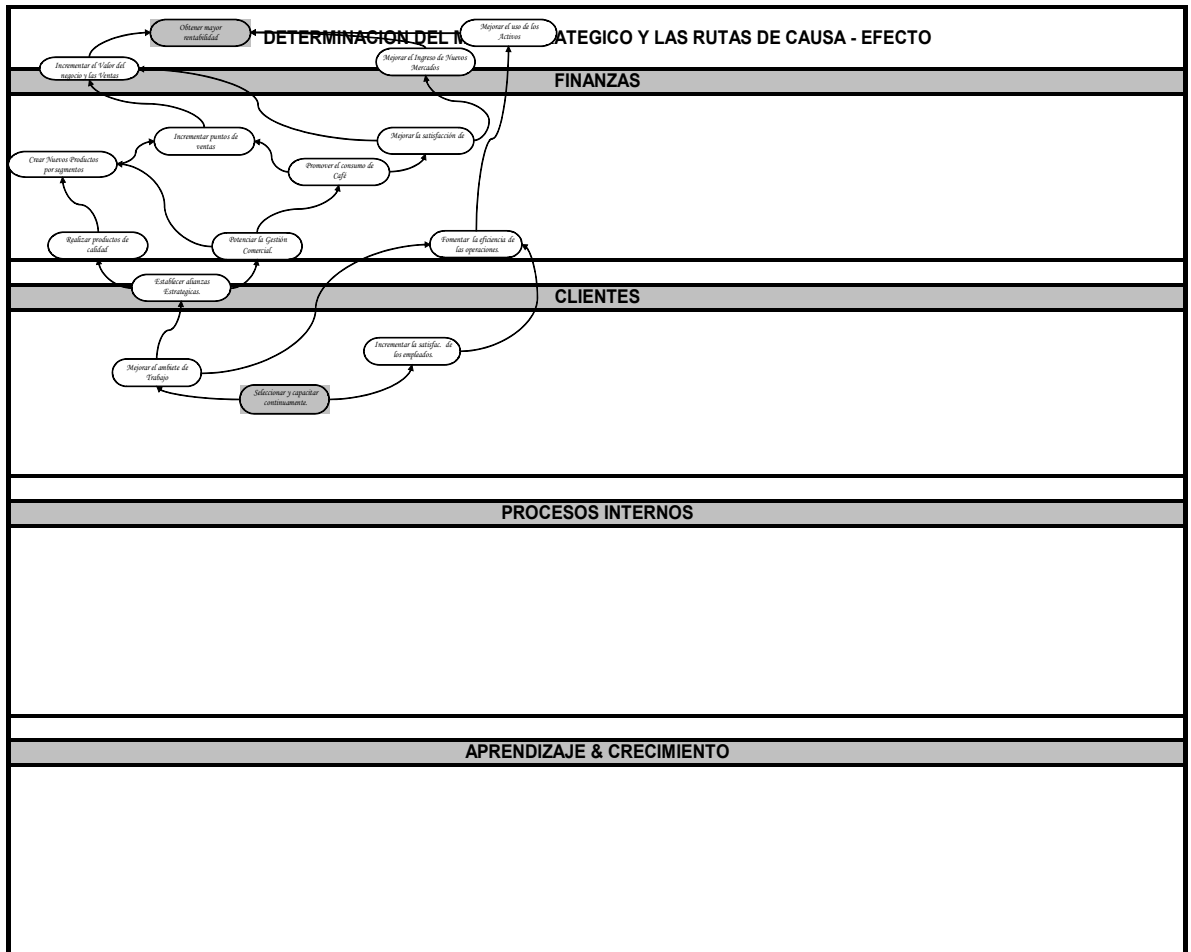 Obtener mayor
rentabilidad
Mejorar el uso de los
Activos
DETERMINACION DEL M ATEGICO Y LAS RUTAS DE CAUSA - EFECTO
Incrementar el Valor del
negocio y las Ventas
Mejorar el Ingreso de Nuevos
Mercados
FINANZAS
Incrementar puntos de
ventas
Mejorar la satisfacción de
Crear Nuevos Productos
por segmentos
Promover el consumo de
Café
Realizar productos de
calidad
Potenciar la Gestión
Comercial.
Fomentar la eficiencia de
las operaciones.
Establecer alianzas
Estrategicas.
CLIENTES
Incrementar la satisfac. de
los empleados.
Mejorar el ambiete de
Trabajo
Seleccionar y capacitar
continuamente.
PROCESOS INTERNOS
APRENDIZAJE & CRECIMIENTO